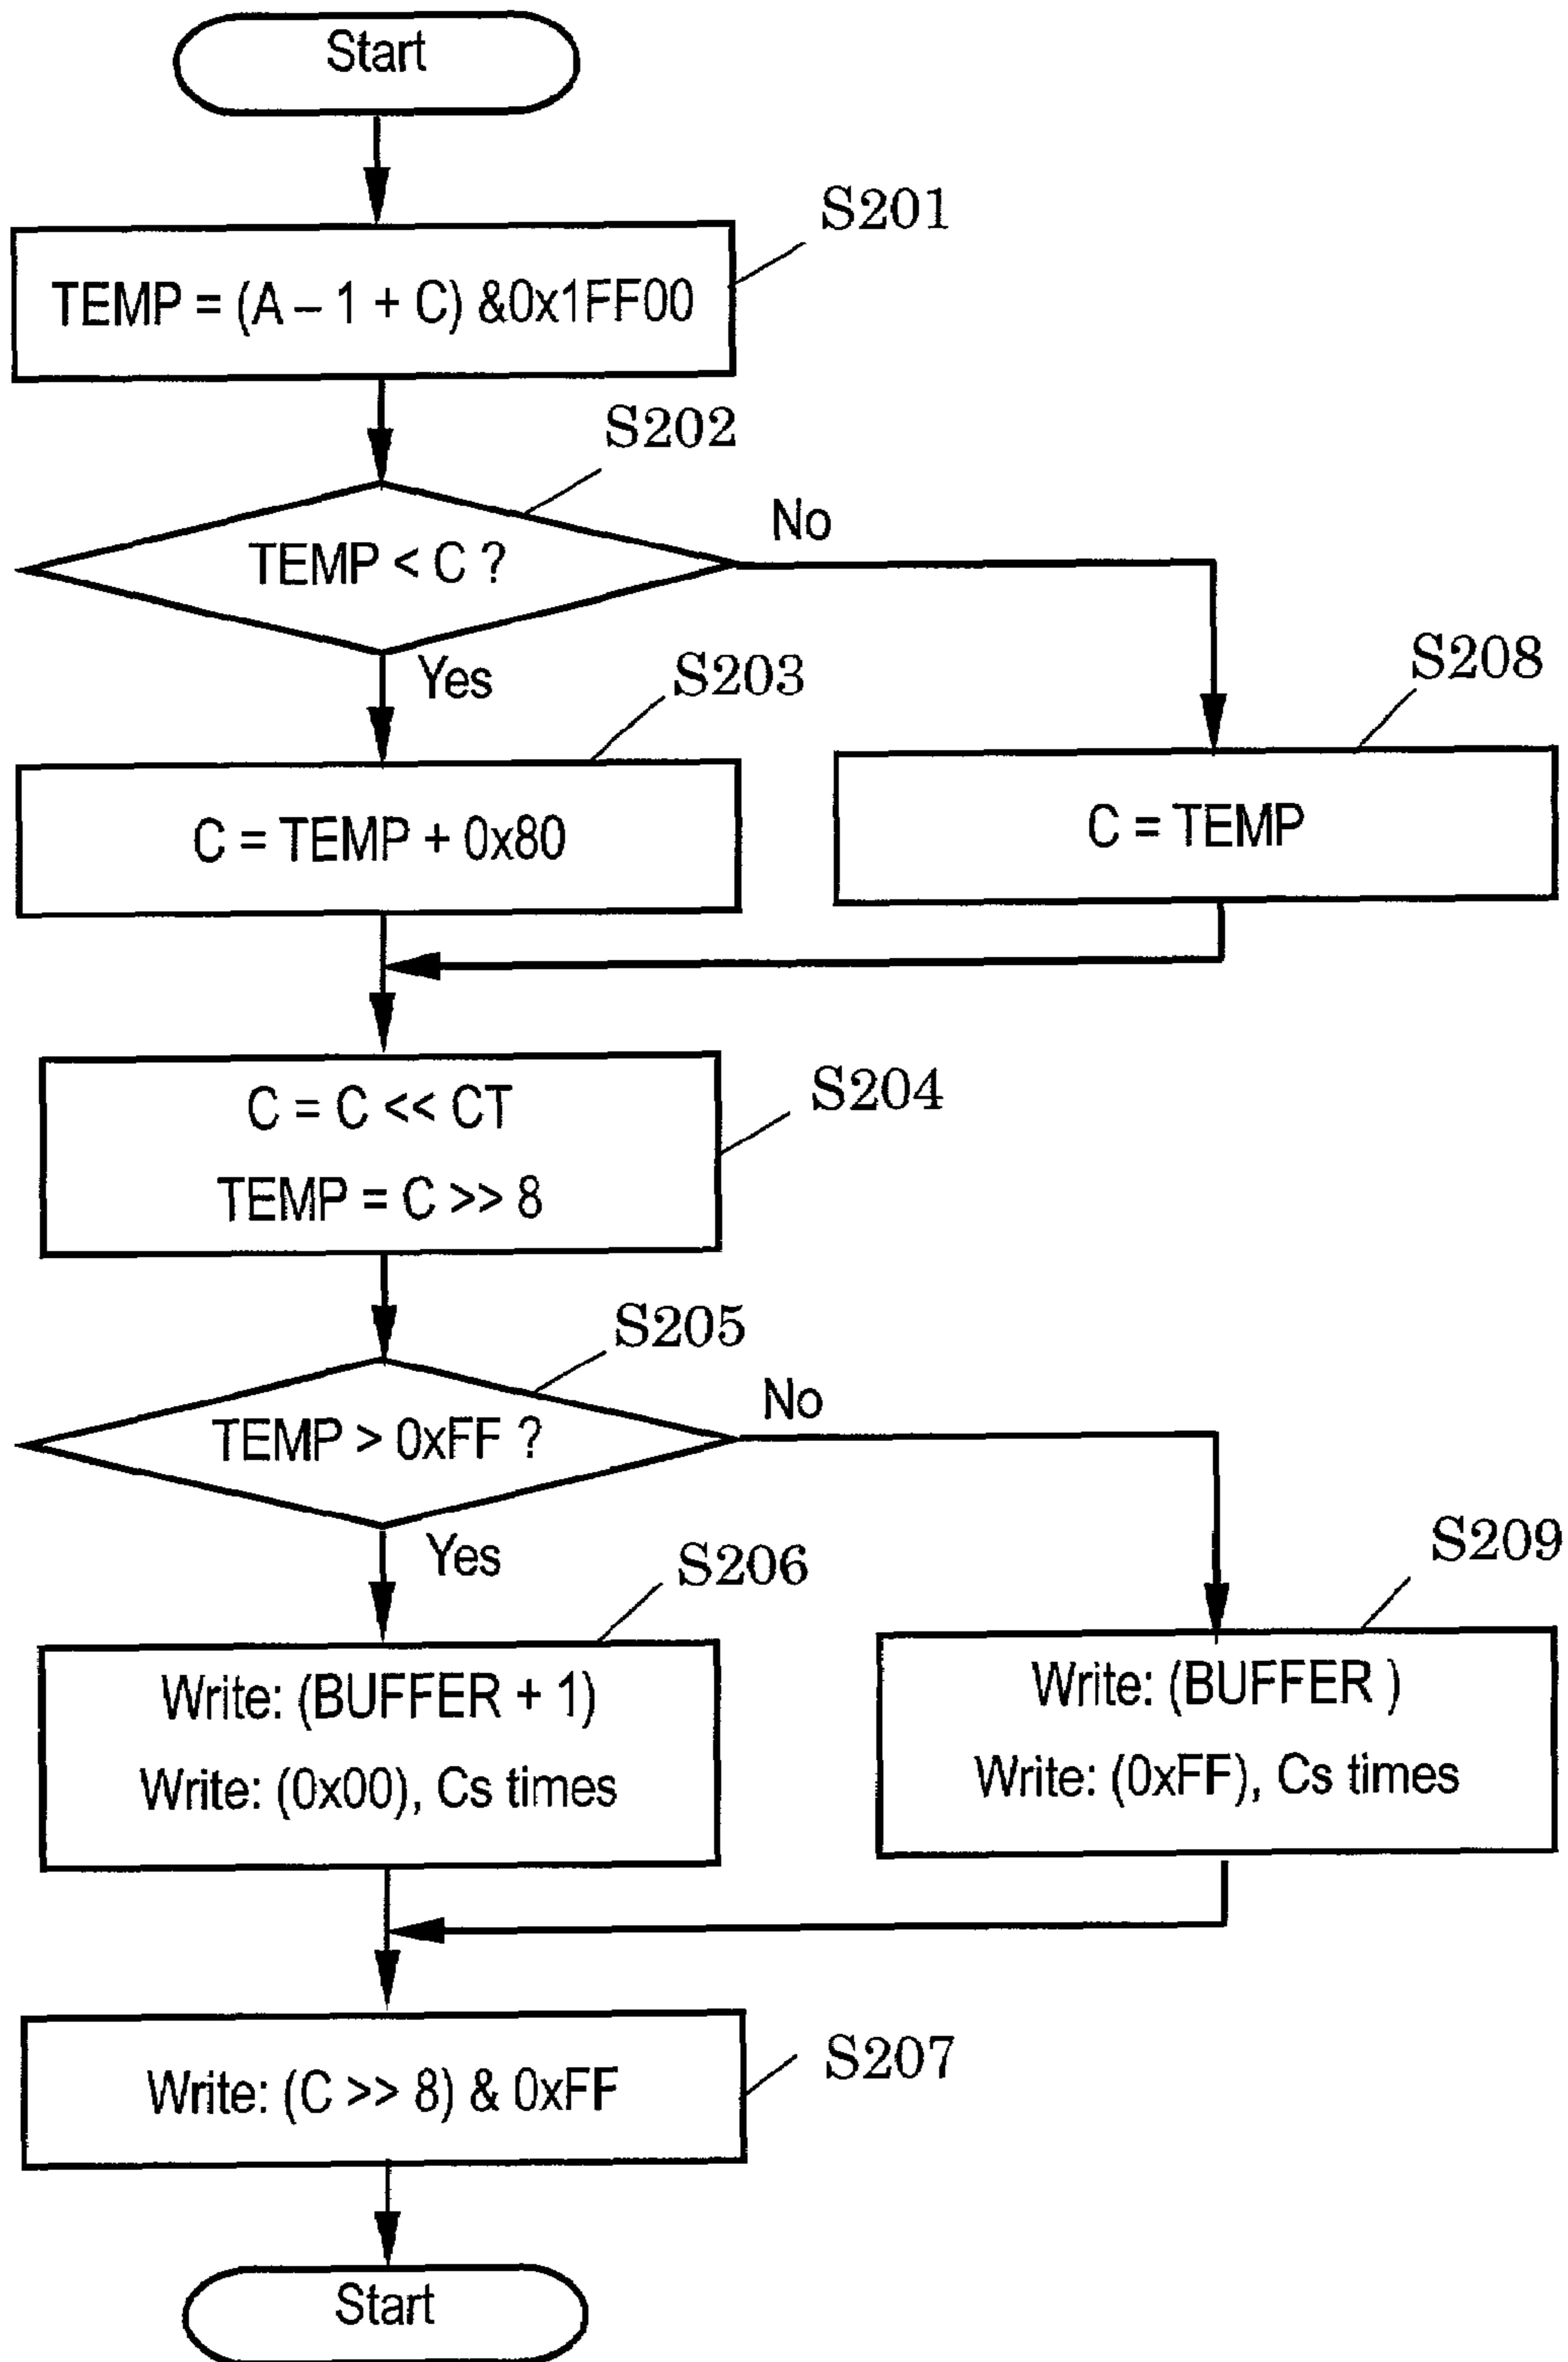 Start
S201
TEMP = (A – 1 + C) &0x1FF00
S202
TEMP < C ?
No
Yes
S203
S208
C = TEMP + 0x80
C = TEMP
C = C << CT
TEMP = C >> 8
S204
S205
TEMP > 0xFF ?
No
Yes
S206
S209
Write: (BUFFER + 1)
Write: (0x00), Cs times
Write: (BUFFER )
Write: (0xFF), Cs times
S207
Write: (C >> 8) & 0xFF
Start